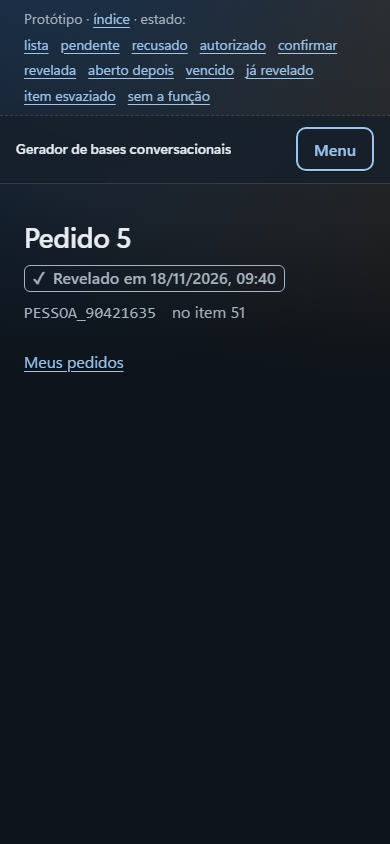 Protótipo · índice · estado:
lista pendente recusado autorizado confirmar
revelada aberto depois vencido já revelado
item esvaziado sem a função
Gerador de bases conversacionais
Menu
Pedido 5
✓ Revelado em 18/11/2026, 09:40
PESSOA_90421635 no item 51
Meus pedidos